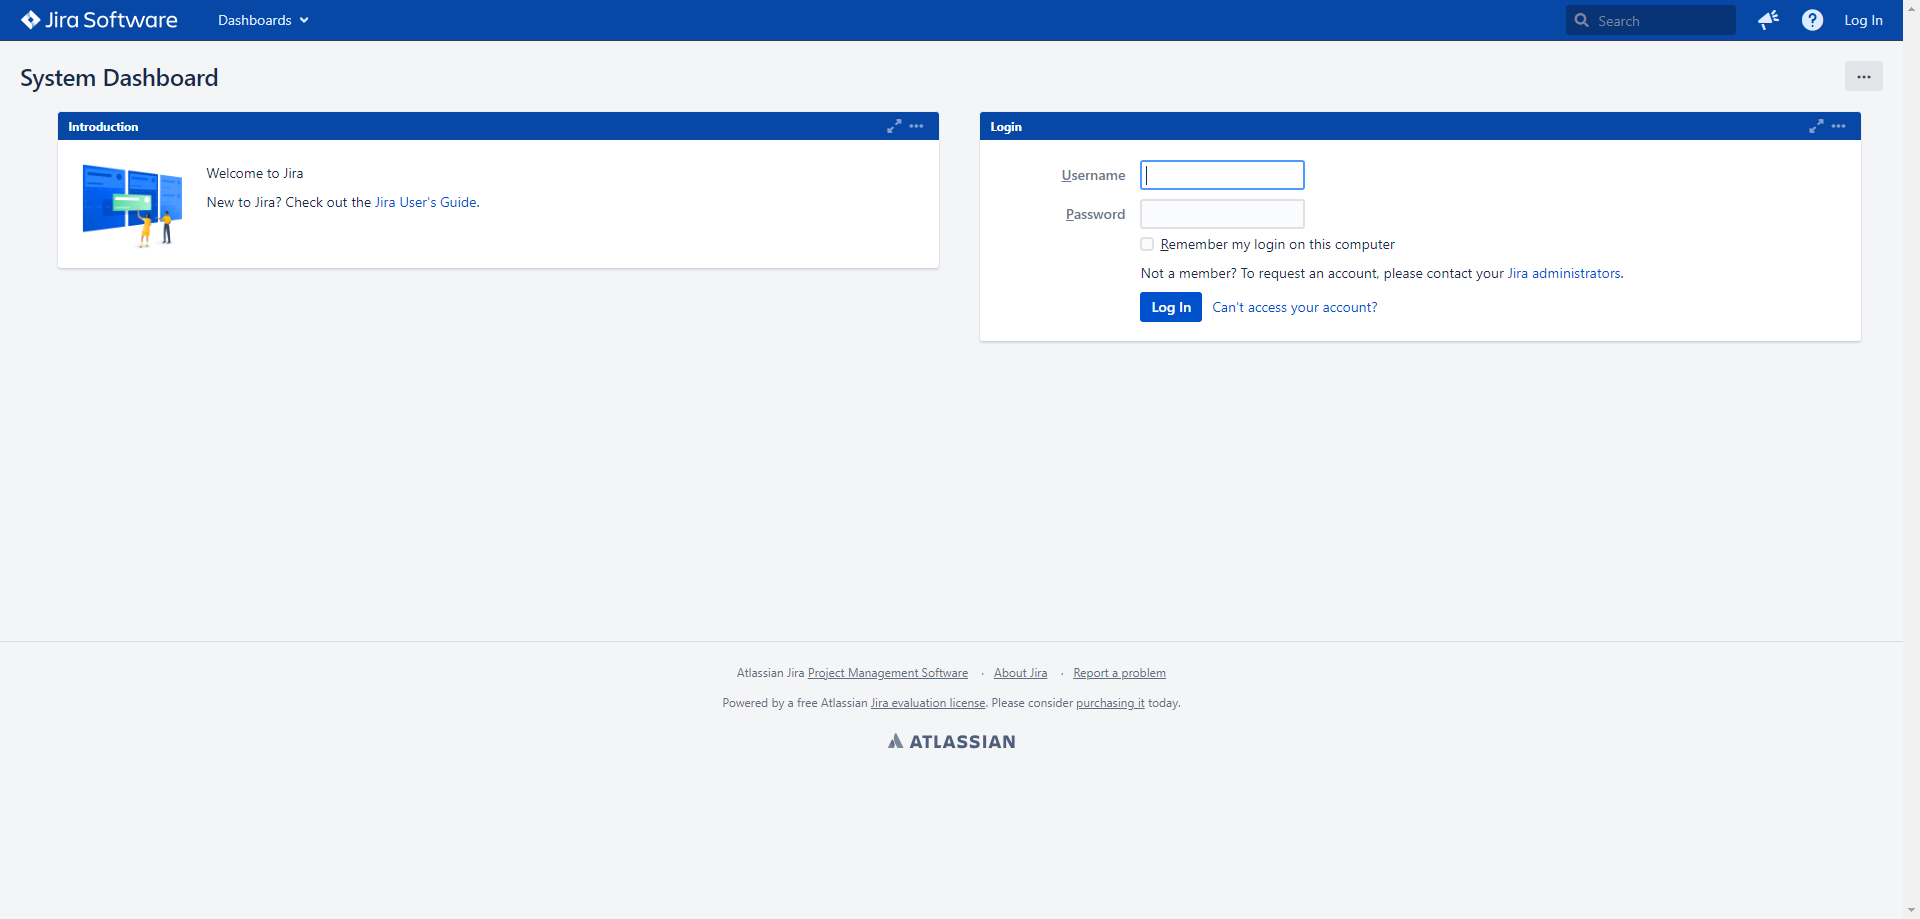 Jira Software
Dashboards
Search
Log In
System Dashboard
Introduction
Welcome to Jira
New to Jira? Check out the Jira User's Guide.
Login
Username
Password
Remember my login on this computer
Not a member? To request an account, please contact your Jira administrators.
Log In Can't access your account?
Atlassian Jira Project Management Software · About Jira · Report a problem
Powered by a free Atlassian Jira evaluation license. Please consider purchasing it today.
ATLASSIAN